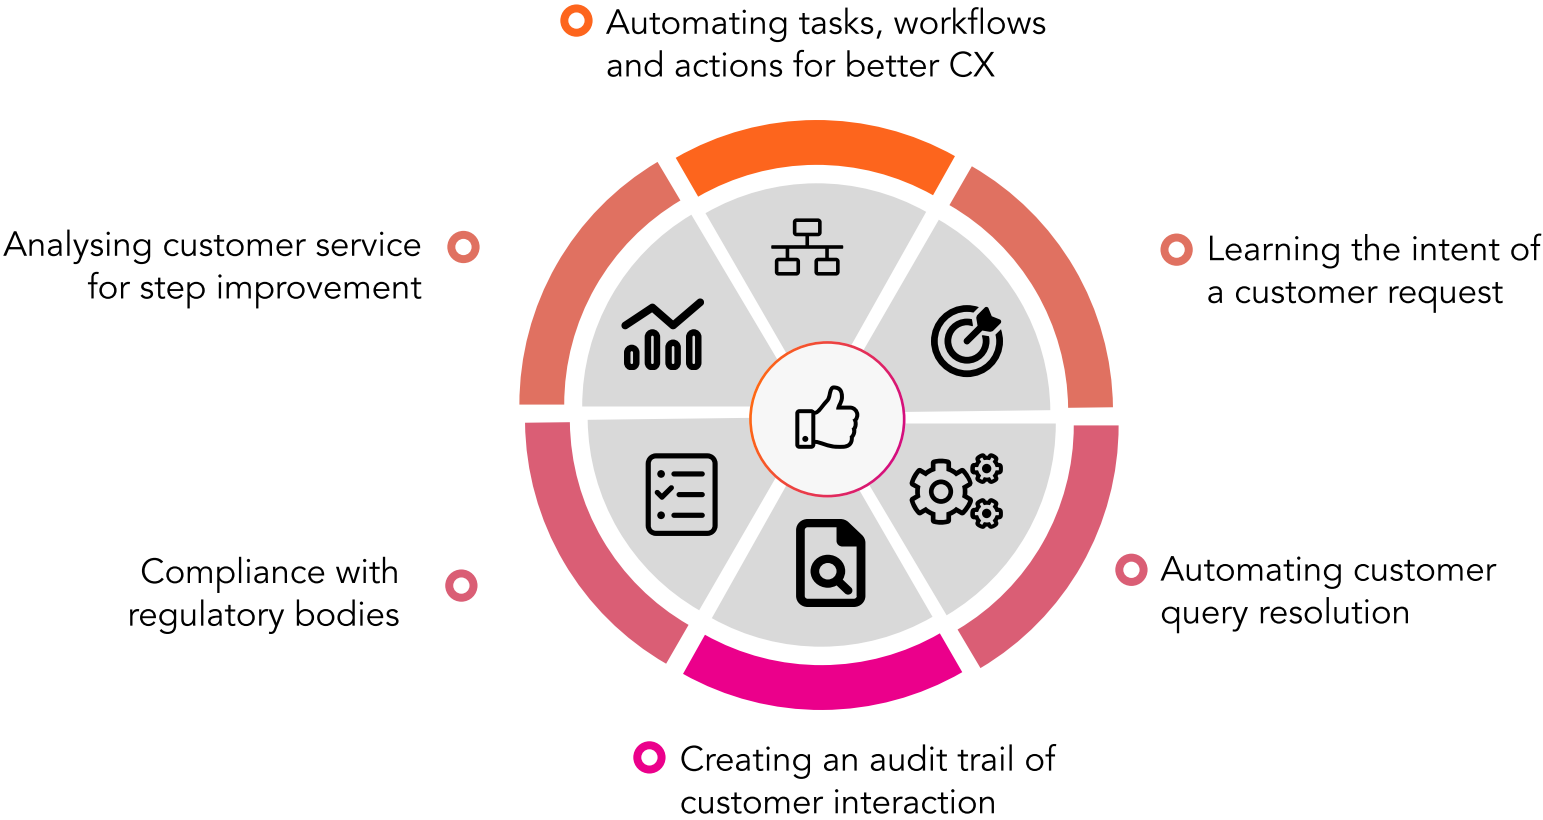 Automating tasks, workflows
and actions for better CX
Analysing customer service
for step improvement
Learning the intent of
a customer request
Compliance with
regulatory bodies
Automating customer
query resolution
Creating an audit trail of
customer interaction